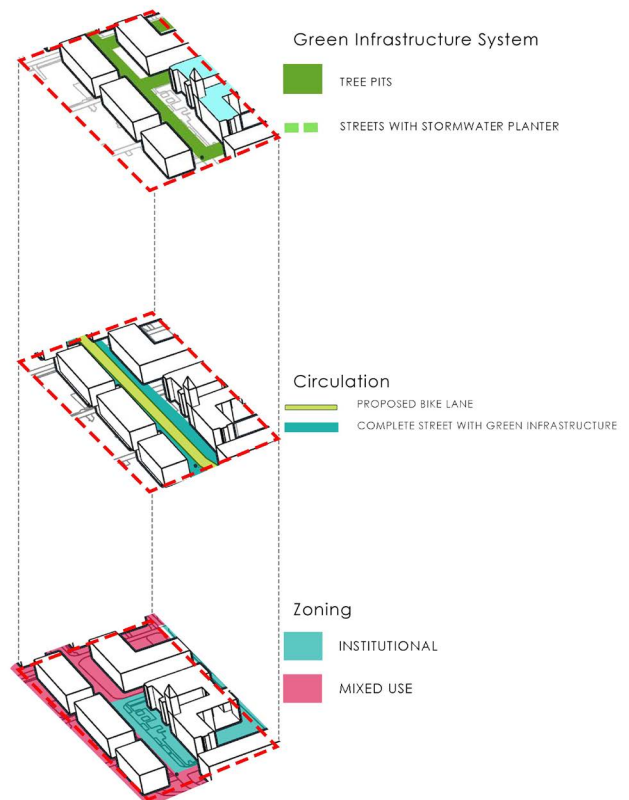 Green Infrastructure System
TREE PITS
STREETS WITH STORMWATER PLANTER
Circulation
PROPOSED BIKE LANE
COMPLETE STREET WITH GREEN INFRASTRUCTURE
Zoning
INSTITUTIONAL
MIXED USE